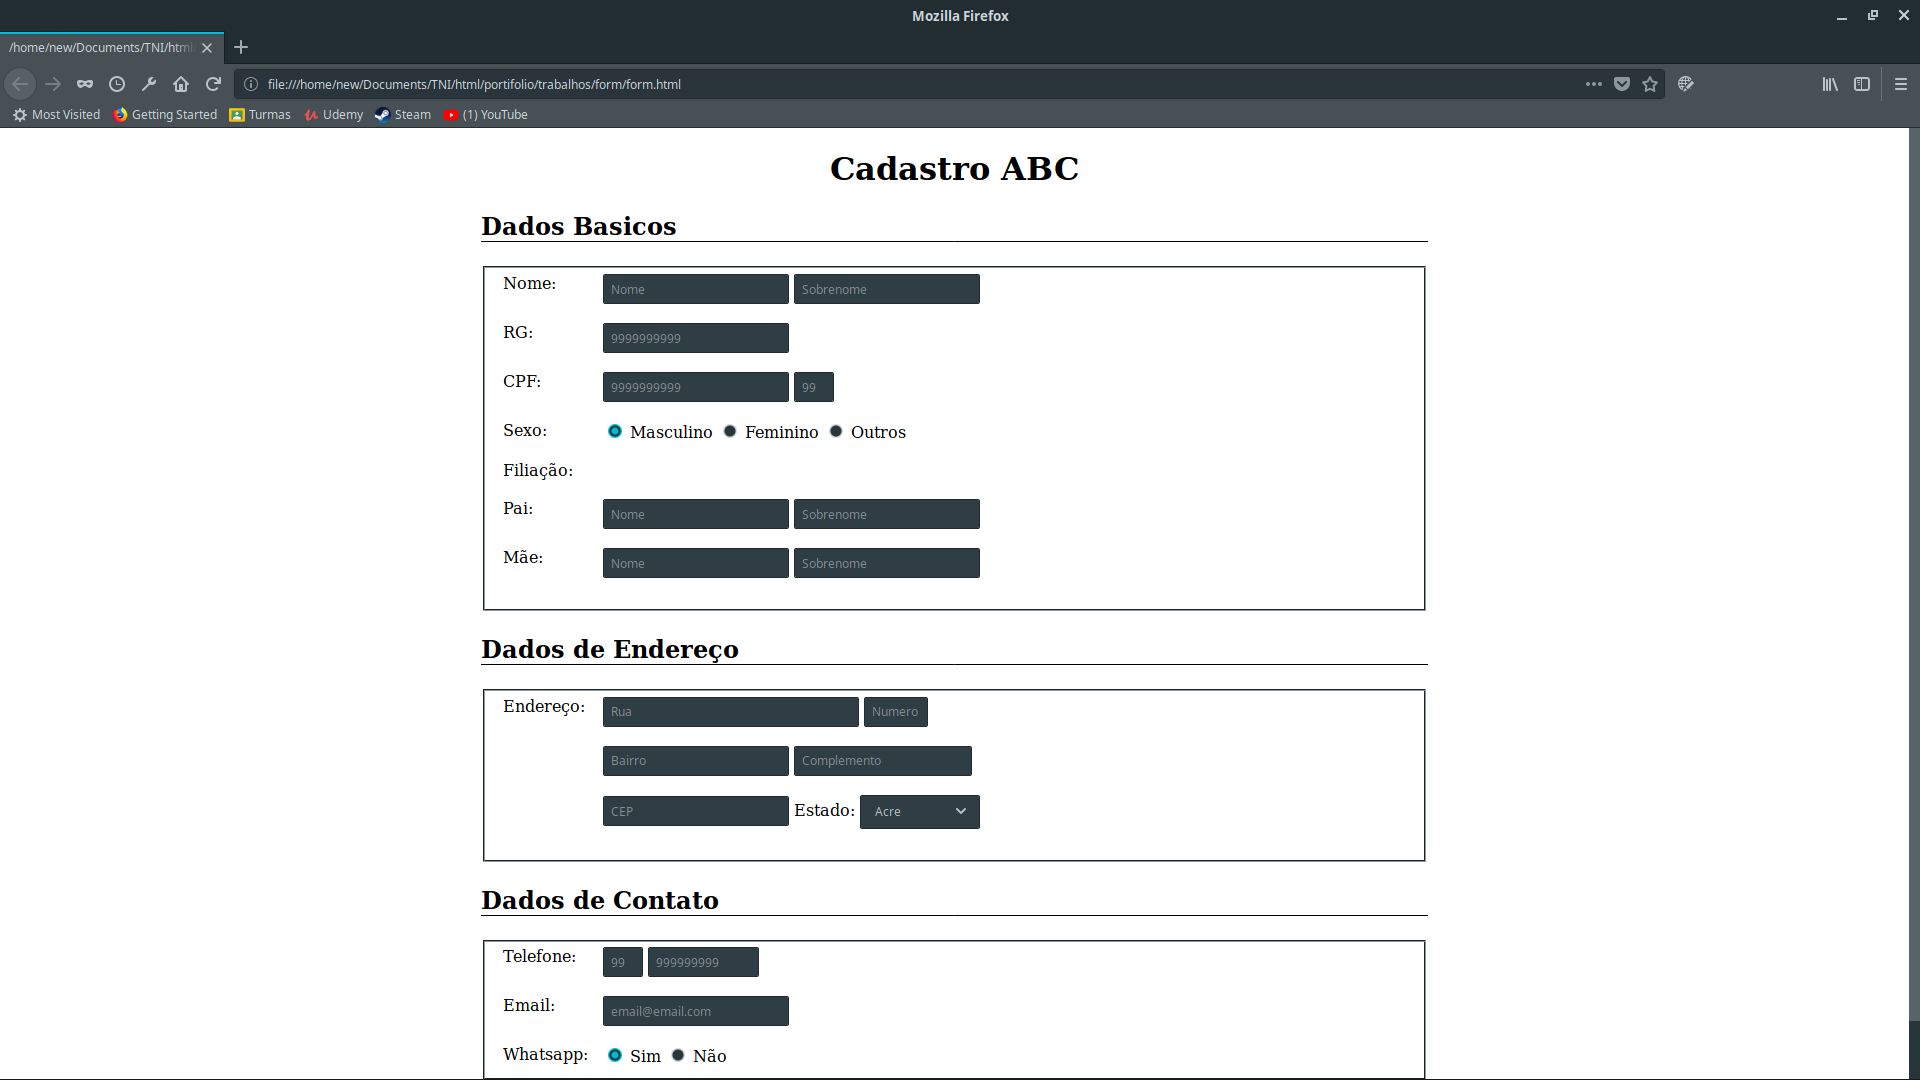 Mozilla Firefox
/home/new/Documents/TNI/html
file:///home/new/Documents/TNI/html/portifolio/trabalhos/form/form.html
Most Visited Getting Started Turmas Udemy Steam (1) YouTube
Cadastro ABC
Dados Basicos
Nome: Nome Sobrenome
RG: 9999999999
CPF: 9999999999 99
Sexo: Masculino Feminino Outros
Filiação:
Pai: Nome Sobrenome
Mãe: Nome Sobrenome
Dados de Endereço
Endereço: Rua Numero
Bairro Complemento
CEP Estado: Acre
Dados de Contato
Telefone: 99 999999999
Email: email@email.com
Whatsapp: Sim Não